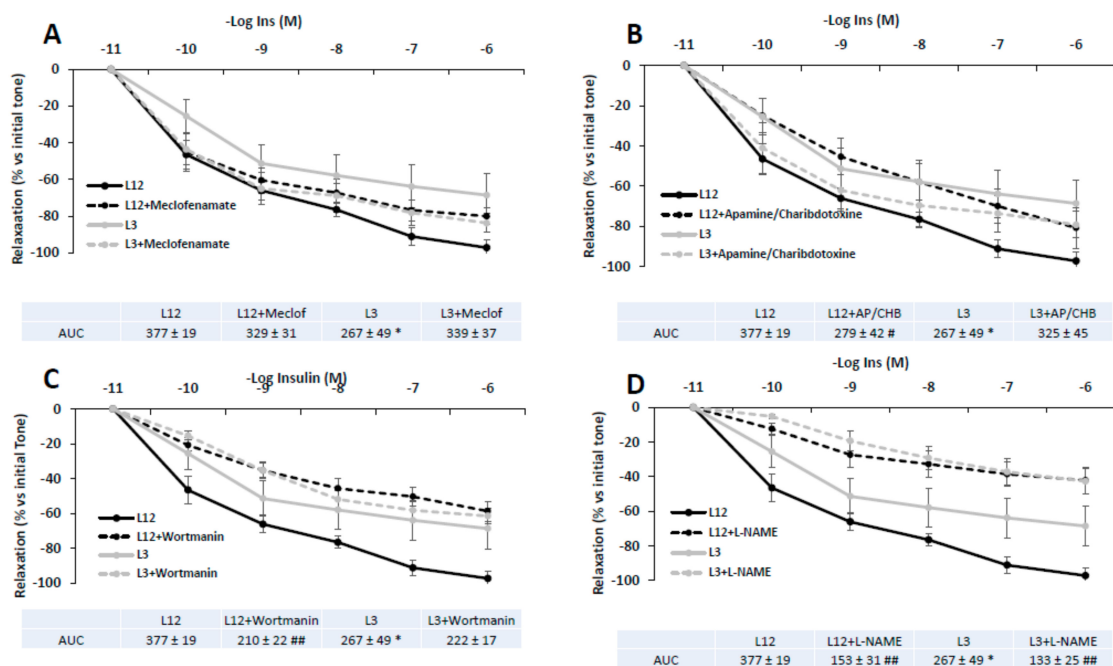 A
-Log Ins (M)
-11 -10 -9 -8 -7 -6
0
-20
-40
-60
-80
-100
Relaxation (% vs initial tone)
L12
L12+Meclofenamate
L3
L3+Meclofenamate
L12 L12+Meclof L3 L3+Meclof
AUC 377 ± 19 329 ± 31 267 ± 49 * 339 ± 37
B
-Log Ins (M)
-11 -10 -9 -8 -7 -6
0
-20
-40
-60
-80
-100
Relaxation (% vs initial tone)
L12
L12+Apamine/Charibdotoxine
L3
L3+Apamine/Charibdotoxine
L12 L12+AP/CHB L3 L3+AP/CHB
AUC 377 ± 19 279 ± 42 # 267 ± 49 * 325 ± 45
C
-Log Insulin (M)
-11 -10 -9 -8 -7 -6
0
-20
-40
-60
-80
-100
Relaxation (% vs initial Tone)
L12
L12+Wortmanin
L3
L3+Wortmanin
L12 L12+Wortmanin L3 L3+Wortmanin
AUC 377 ± 19 210 ± 22 ## 267 ± 49 * 222 ± 17
D
-Log Ins (M)
-11 -10 -9 -8 -7 -6
0
-20
-40
-60
-80
-100
Relaxation (% vs initial tone)
L12
L12+L-NAME
L3
L3+L-NAME
L12 L12+L-NAME L3 L3+L-NAME
AUC 377 ± 19 153 ± 31 ## 267 ± 49 * 133 ± 25 ##